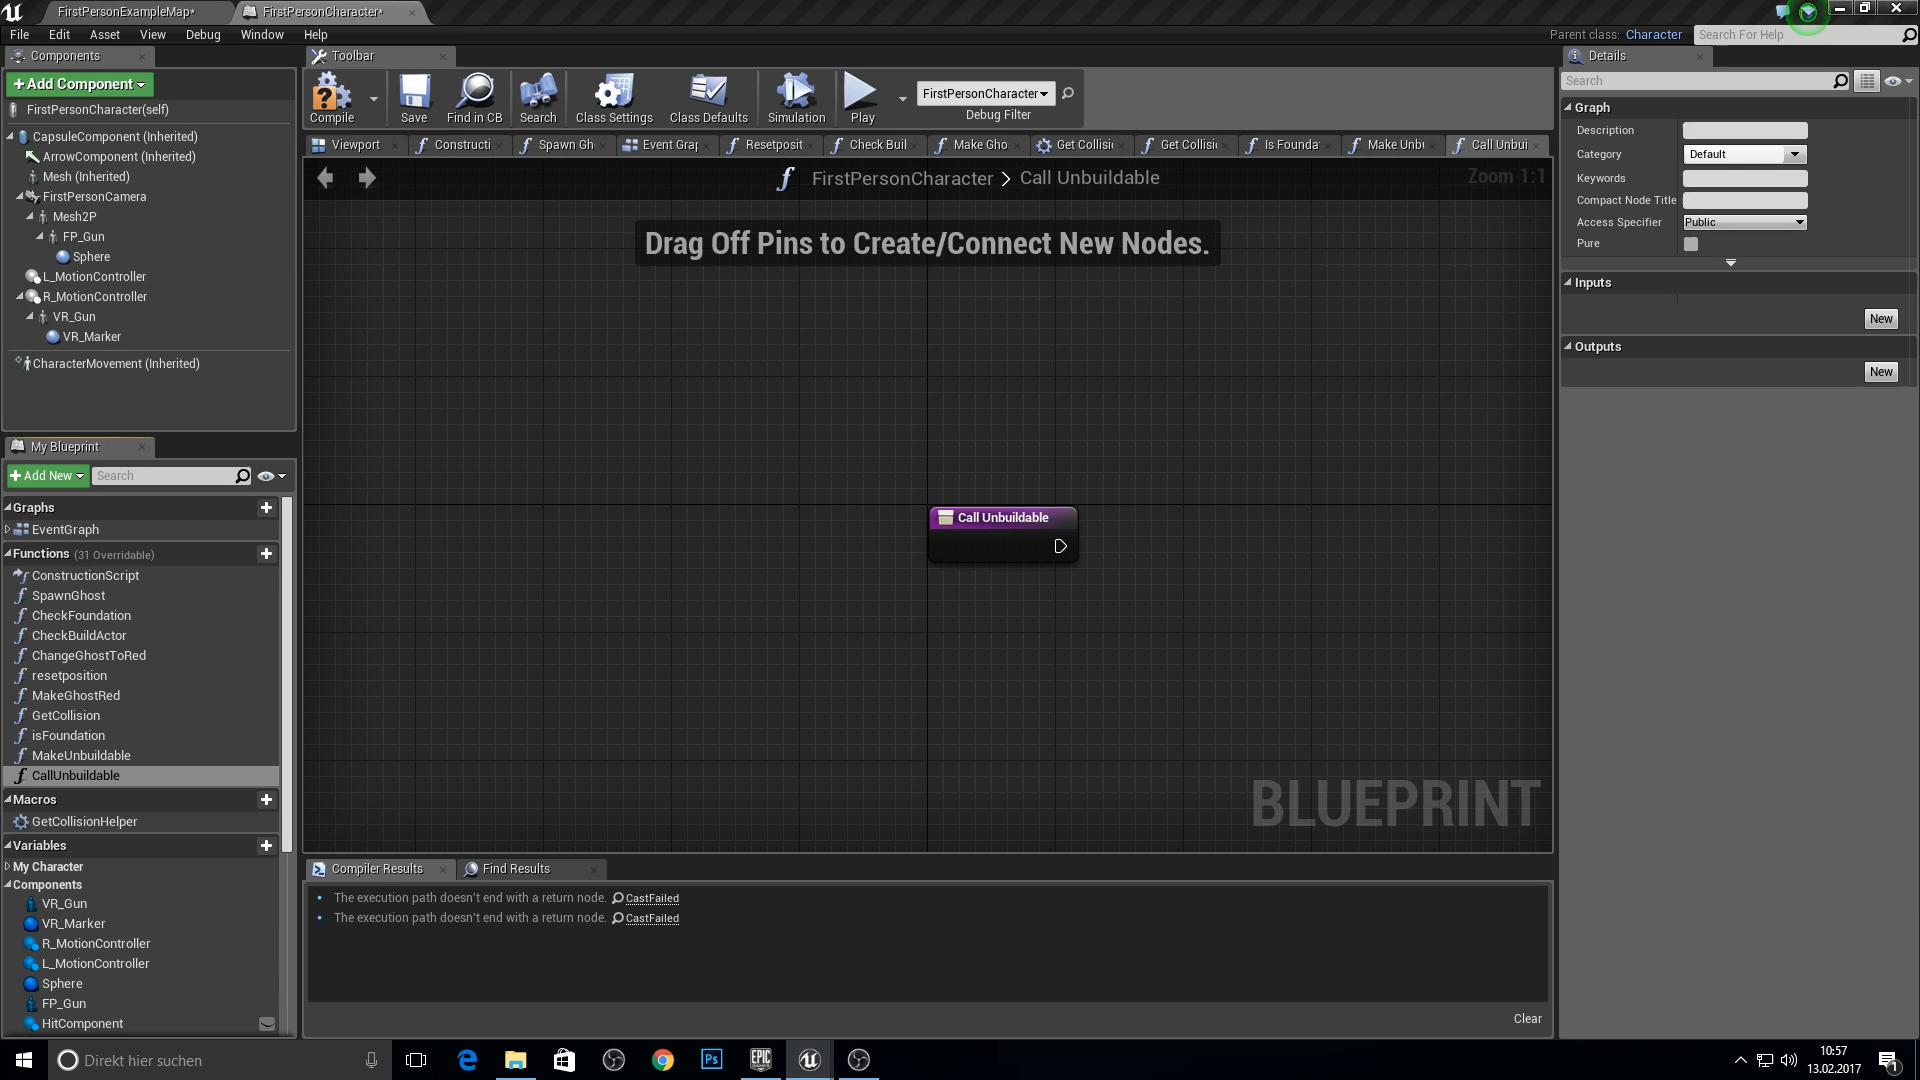 FirstPersonExampleMap*
FirstPersonCharacter*
File Edit Asset View Debug Window Help
Parent class: Character
Search For Help
Components
Toolbar
Details
+ Add Component
Compile
Save
Find in CB
Search
Class Settings
Class Defaults
Simulation
Play
FirstPersonCharacter
Debug Filter
Search
FirstPersonCharacter(self)
CapsuleComponent (Inherited)
ArrowComponent (Inherited)
Mesh (Inherited)
FirstPersonCamera
Mesh2P
FP_Gun
Sphere
L_MotionController
R_MotionController
VR_Gun
VR_Marker
CharacterMovement (Inherited)
Viewport
Constructi
Spawn Gh
Event Grap
Resetposit
Check Buil
Make Gho
Get Collisio
Get Collisio
Is Founda
Make Unbu
Call Unbui
FirstPersonCharacter > Call Unbuildable
Zoom 1:1
Drag Off Pins to Create/Connect New Nodes.
Call Unbuildable
BLUEPRINT
Graph
Description
Category Default
Keywords
Compact Node Title
Access Specifier Public
Pure
Inputs
New
Outputs
New
My Blueprint
+ Add New
Search
Graphs
EventGraph
Functions (31 Overridable)
ConstructionScript
SpawnGhost
CheckFoundation
CheckBuildActor
ChangeGhostToRed
resetposition
MakeGhostRed
GetCollision
isFoundation
MakeUnbuildable
CallUnbuildable
Macros
GetCollisionHelper
Variables
My Character
Components
VR_Gun
VR_Marker
R_MotionController
L_MotionController
Sphere
FP_Gun
HitComponent
Compiler Results
Find Results
The execution path doesn't end with a return node. CastFailed
The execution path doesn't end with a return node. CastFailed
Clear
Direkt hier suchen
Ps
EPIC
GAMES
10:57
13.02.2017
1